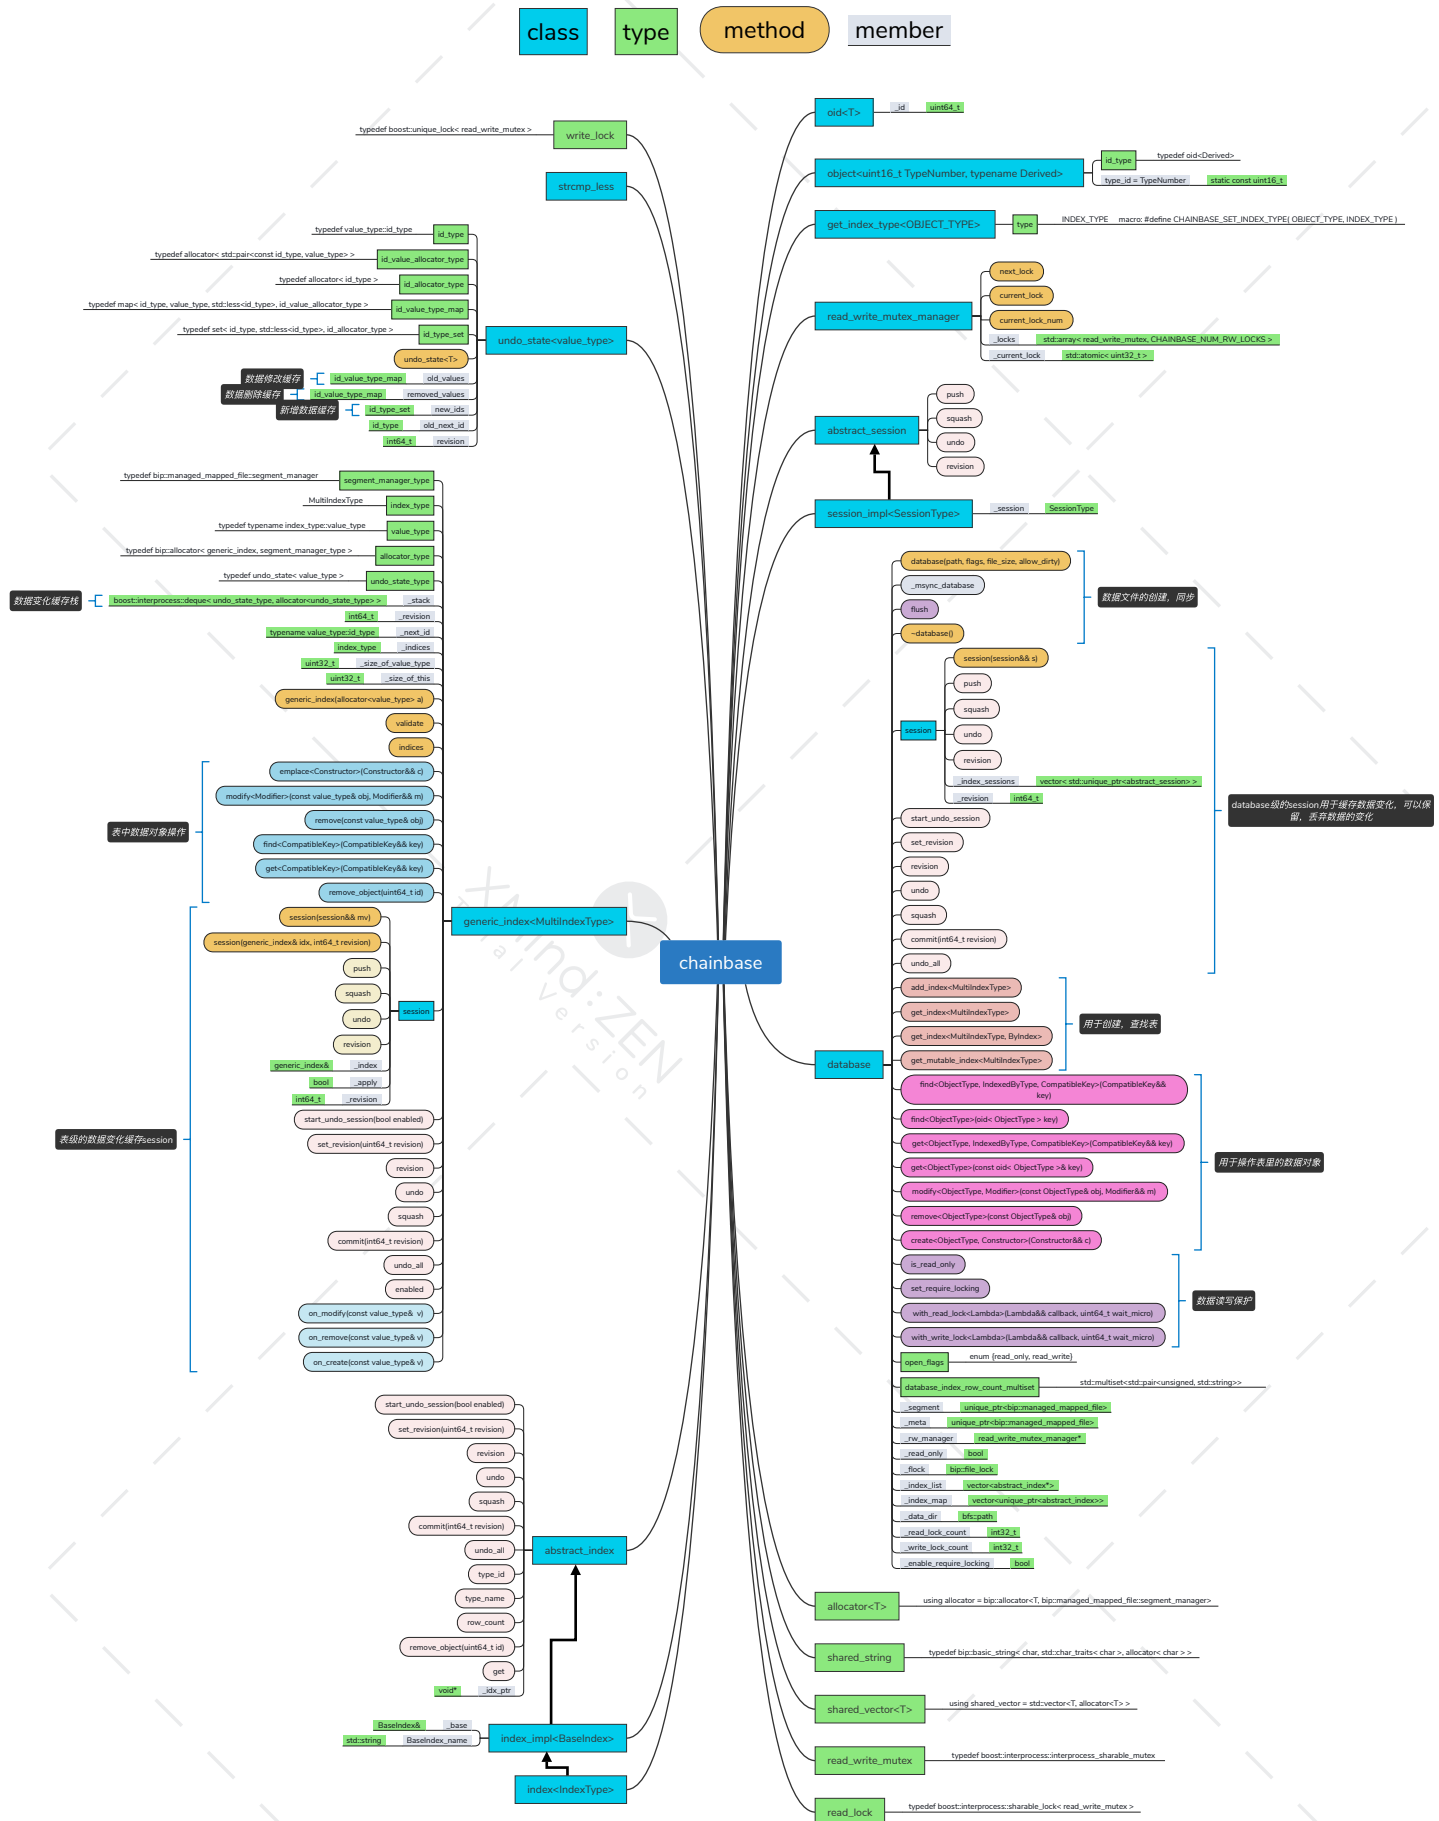 class type method member
write_lock
typedef boost::unique_lock< read_write_mutex >
strcmp_less
undo_state<value_type>
typedef value_type::id_type id_type
typedef allocator< std::pair<const id_type, value_type> > id_value_allocator_type
typedef allocator< id_type > id_allocator_type
typedef map< id_type, value_type, std::less<id_type>, id_value_allocator_type > id_value_type_map
typedef set< id_type, std::less<id_type>, id_allocator_type > id_type_set
undo_state<T>
数据修改缓存 id_value_type_map old_values
数据删除缓存 id_value_type_map removed_values
新增数据缓存 id_type_set new_ids
id_type old_next_id
int64_t revision
generic_index<MultiIndexType>
typedef bip::managed_mapped_file::segment_manager segment_manager_type
MultiIndexType index_type
typedef typename index_type::value_type value_type
typedef bip::allocator< generic_index, segment_manager_type > allocator_type
typedef undo_state< value_type > undo_state_type
数据变化缓存栈 boost::interprocess::deque< undo_state_type, allocator<undo_state_type> > _stack
int64_t _revision
typename value_type::id_type _next_id
index_type _indices
uint32_t _size_of_value_type
uint32_t _size_of_this
generic_index(allocator<value_type> a)
validate
indices
表中数据对象操作
emplace<Constructor>(Constructor&& c)
modify<Modifier>(const value_type& obj, Modifier&& m)
remove(const value_type& obj)
find<CompatibleKey>(CompatibleKey&& key)
get<CompatibleKey>(CompatibleKey&& key)
remove_object(uint64_t id)
表级的数据变化缓存session
session
session(session&& mv)
session(generic_index& idx, int64_t revision)
push
squash
undo
revision
generic_index& _index
bool _apply
int64_t _revision
start_undo_session(bool enabled)
set_revision(uint64_t revision)
revision
undo
squash
commit(int64_t revision)
undo_all
enabled
on_modify(const value_type& v)
on_remove(const value_type& v)
on_create(const value_type& v)
abstract_index
start_undo_session(bool enabled)
set_revision(uint64_t revision)
revision
undo
squash
commit(int64_t revision)
undo_all
type_id
type_name
row_count
remove_object(uint64_t id)
get
void* _idx_ptr
index_impl<BaseIndex>
BaseIndex& _base
std::string BaseIndex_name
index<IndexType>
chainbase
XMind:ZEN
Trial Version
oid<T> _id uint64_t
object<uint16_t TypeNumber, typename Derived>
id_type typedef oid<Derived>
type_id = TypeNumber static const uint16_t
get_index_type<OBJECT_TYPE> type INDEX_TYPE macro: #define CHAINBASE_SET_INDEX_TYPE( OBJECT_TYPE, INDEX_TYPE )
read_write_mutex_manager
next_lock
current_lock
current_lock_num
_locks std::array< read_write_mutex, CHAINBASE_NUM_RW_LOCKS >
_current_lock std::atomic< uint32_t >
abstract_session
push
squash
undo
revision
session_impl<SessionType> _session SessionType
database
database(path, flags, file_size, allow_dirty)
_msync_database
flush
~database()
数据文件的创建，同步
session
session(session&& s)
push
squash
undo
revision
_index_sessions vector< std::unique_ptr<abstract_session> >
_revision int64_t
start_undo_session
set_revision
revision
undo
squash
commit(int64_t revision)
undo_all
database级的session用于缓存数据变化，可以保
留，丢弃数据的变化
add_index<MultiIndexType>
get_index<MultiIndexType>
get_index<MultiIndexType, ByIndex>
get_mutable_index<MultiIndexType>
用于创建，查找表
find<ObjectType, IndexedByType, CompatibleKey>(CompatibleKey&&
key)
find<ObjectType>(oid< ObjectType > key)
get<ObjectType, IndexedByType, CompatibleKey>(CompatibleKey&& key)
get<ObjectType>(const oid< ObjectType >& key)
modify<ObjectType, Modifier>(const ObjectType& obj, Modifier&& m)
remove<ObjectType>(const ObjectType& obj)
create<ObjectType, Constructor>(Constructor&& c)
用于操作表里的数据对象
is_read_only
set_require_locking
with_read_lock<Lambda>(Lambda&& callback, uint64_t wait_micro)
with_write_lock<Lambda>(Lambda&& callback, uint64_t wait_micro)
数据读写保护
open_flags enum {read_only, read_write}
database_index_row_count_multiset std::multiset<std::pair<unsigned, std::string>>
_segment unique_ptr<bip::managed_mapped_file>
_meta unique_ptr<bip::managed_mapped_file>
_rw_manager read_write_mutex_manager*
_read_only bool
_flock bip::file_lock
_index_list vector<abstract_index*>
_index_map vector<unique_ptr<abstract_index>>
_data_dir bfs::path
_read_lock_count int32_t
_write_lock_count int32_t
_enable_require_locking bool
allocator<T> using allocator = bip::allocator<T, bip::managed_mapped_file::segment_manager>
shared_string typedef bip::basic_string< char, std::char_traits< char >, allocator< char > >
shared_vector<T> using shared_vector = std::vector<T, allocator<T> >
read_write_mutex typedef boost::interprocess::interprocess_sharable_mutex
read_lock typedef boost::interprocess::sharable_lock< read_write_mutex >